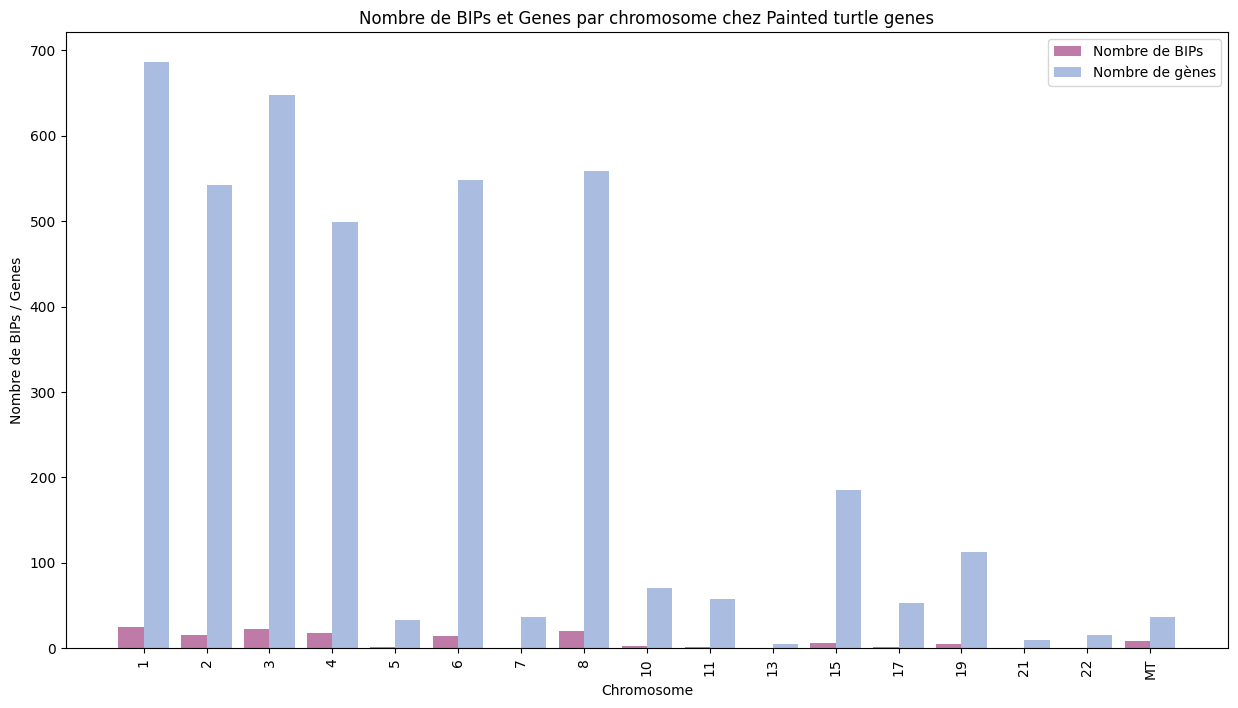 Nombre de BIPs et Genes par chromosome chez Painted turtle genes
Nombre de BIPs
Nombre de gènes
Nombre de BIPs / Genes
700
600
500
400
300
200
100
0
1 2 3 4 5 6 7 8 10 11 13 15 17 19 21 22 MT
Chromosome